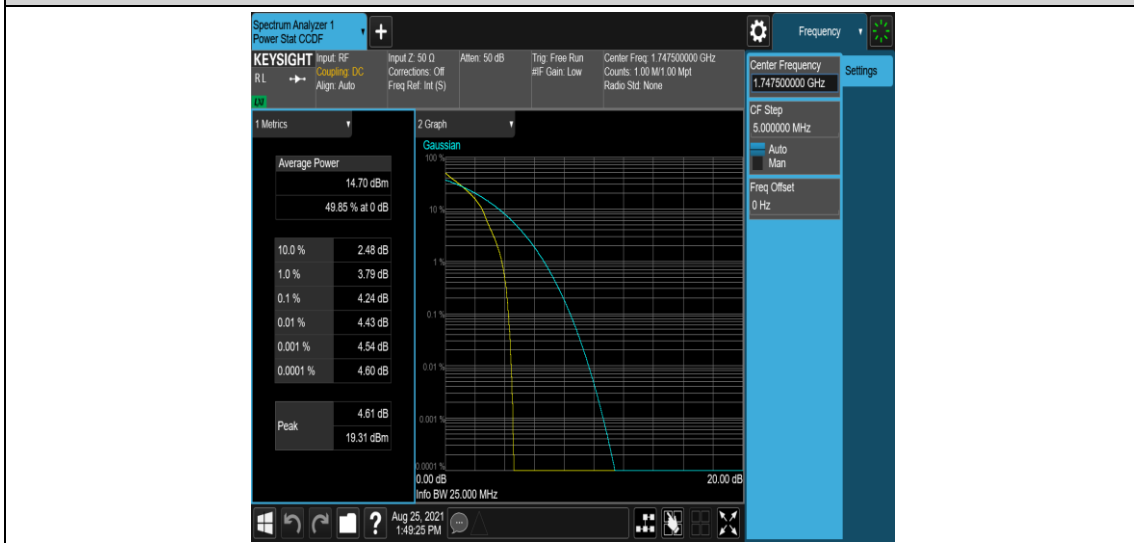 Spectrum Analyzer 1
Power Stat CCDF
+
Frequency
KEYSIGHT
RL
LXI
Input: RF
Coupling: DC
Align: Auto
Input Z: 50 Ω
Corrections: Off
Freq Ref: Int (S)
Atten: 50 dB
Trig: Free Run
#IF Gain: Low
Center Freq: 1.747500000 GHz
Counts: 1.00 M/1.00 Mpt
Radio Std: None
Center Frequency
1.747500000 GHz
Settings
CF Step
5.000000 MHz
Auto
Man
Freq Offset
0 Hz
1 Metrics
Average Power
14.70 dBm
49.85 % at 0 dB
10.0 % 2.48 dB
1.0 % 3.79 dB
0.1 % 4.24 dB
0.01 % 4.43 dB
0.001 % 4.54 dB
0.0001 % 4.60 dB
Peak
4.61 dB
19.31 dBm
2 Graph
Gaussian
100 %
10 %
1 %
0.1 %
0.01 %
0.001 %
0.0001 %
0.00 dB 20.00 dB
Info BW 25.000 MHz
?
Aug 25, 2021
1:49:25 PM